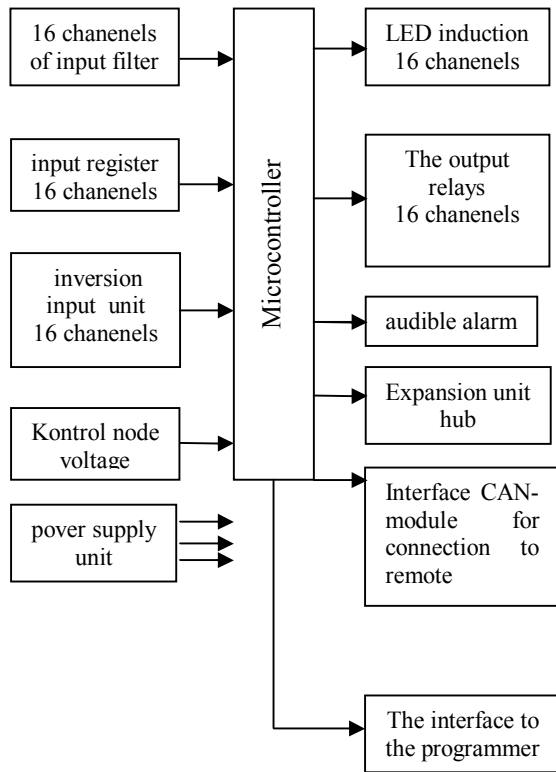 16 chanenels
of input filter
input register
16 chanenels
inversion
input unit
16 chanenels
Kontrol node
voltage
pover supply
unit
Microcontroller
LED induction
16 chanenels
The output
relays
16 chanenels
audible alarm
Expansion unit
hub
Interface CAN-
module for
connection to
remote
The interface to
the programmer